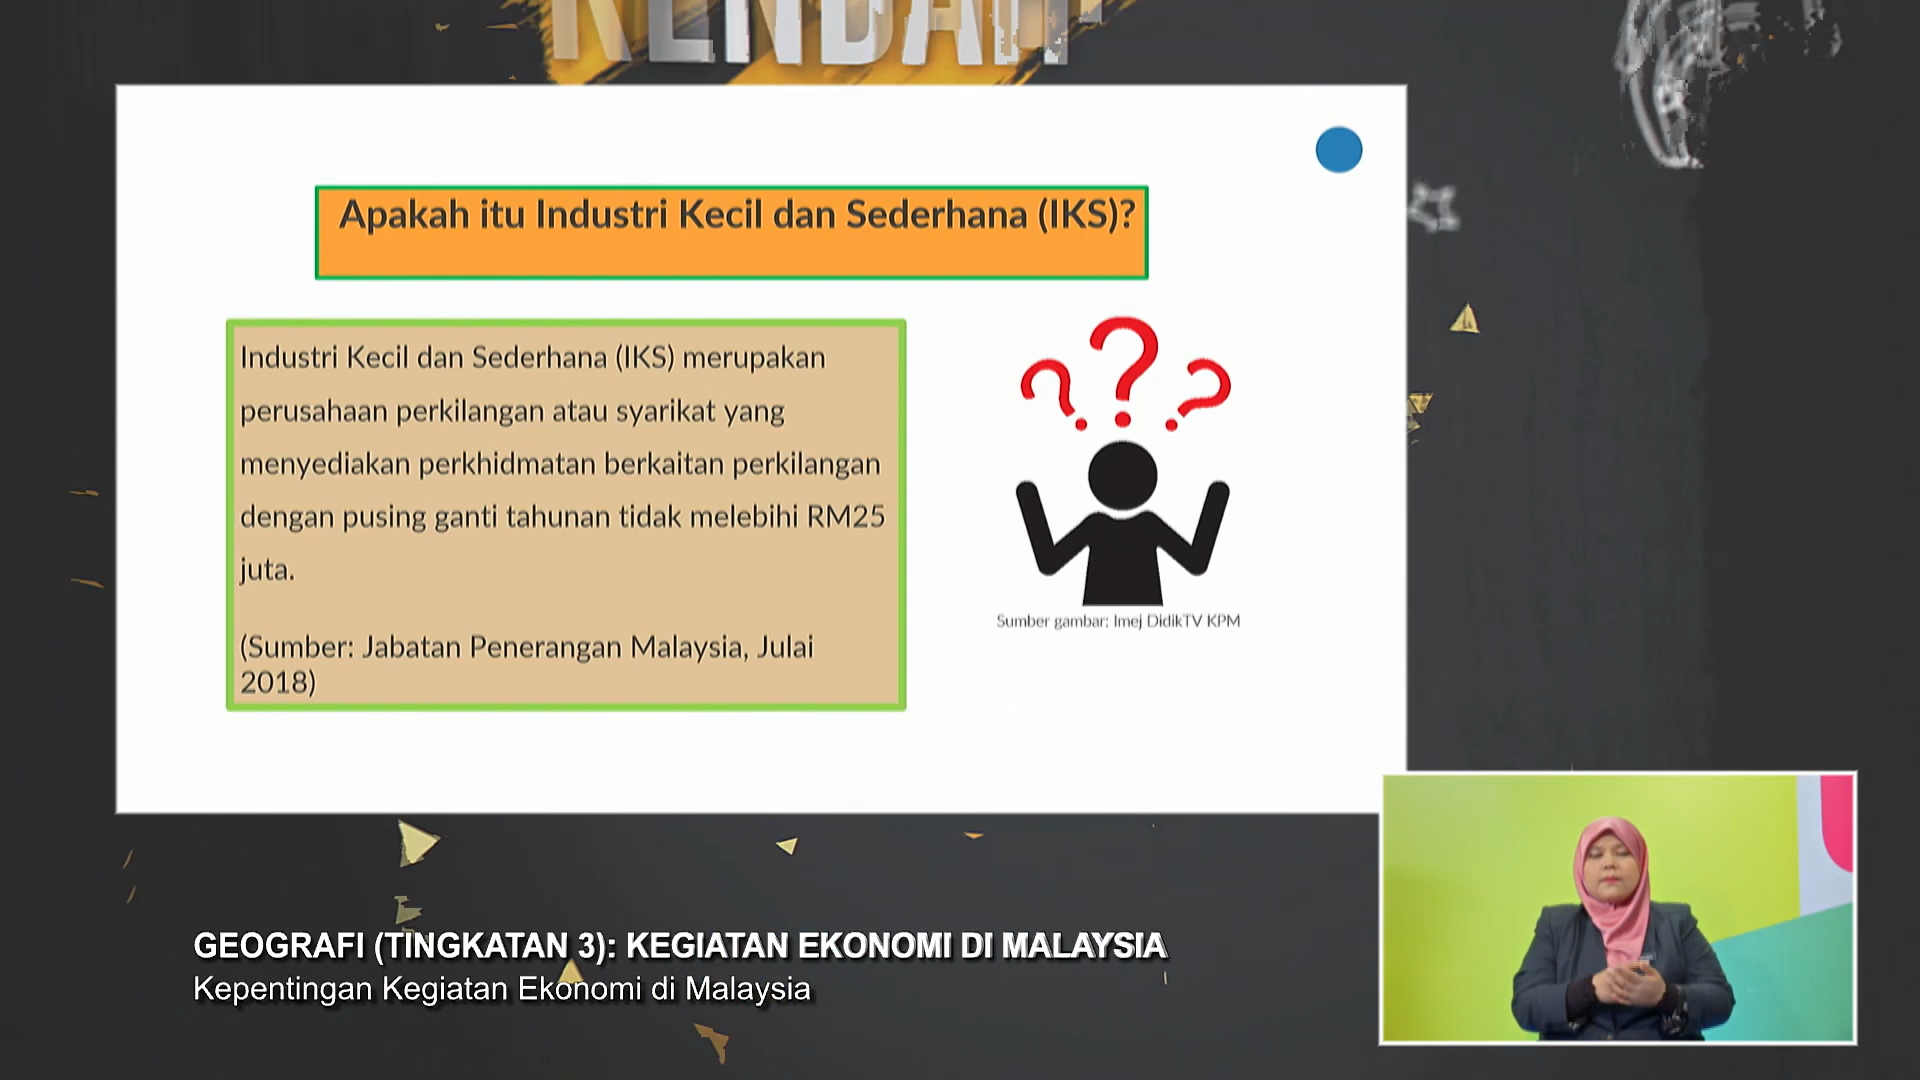 Apakah itu Industri Kecil dan Sederhana (IKS)?
Industri Kecil dan Sederhana (IKS) merupakan
perusahaan perkilangan atau syarikat yang
menyediakan perkhidmatan berkaitan perkilangan
dengan pusing ganti tahunan tidak melebihi RM25
juta.
(Sumber: Jabatan Penerangan Malaysia, Julai
2018)
Sumber gambar: Imej DidikTV KPM
GEOGRAFI (TINGKATAN 3): KEGIATAN EKONOMI DI MALAYSIA
Kepentingan Kegiatan Ekonomi di Malaysia